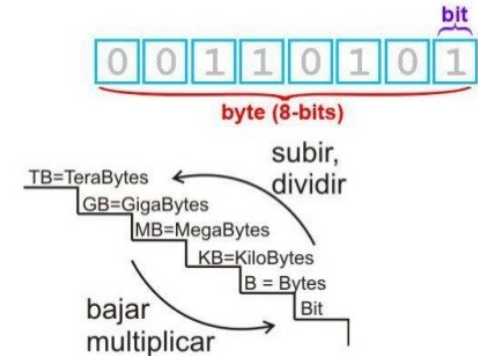 bit
0 0 1 1 0 1 0 1
byte (8-bits)
subir,
dividir
TB=TeraBytes
GB=GigaBytes
MB=MegaBytes
KB=KiloBytes
B = Bytes
Bit
bajar
multiplicar